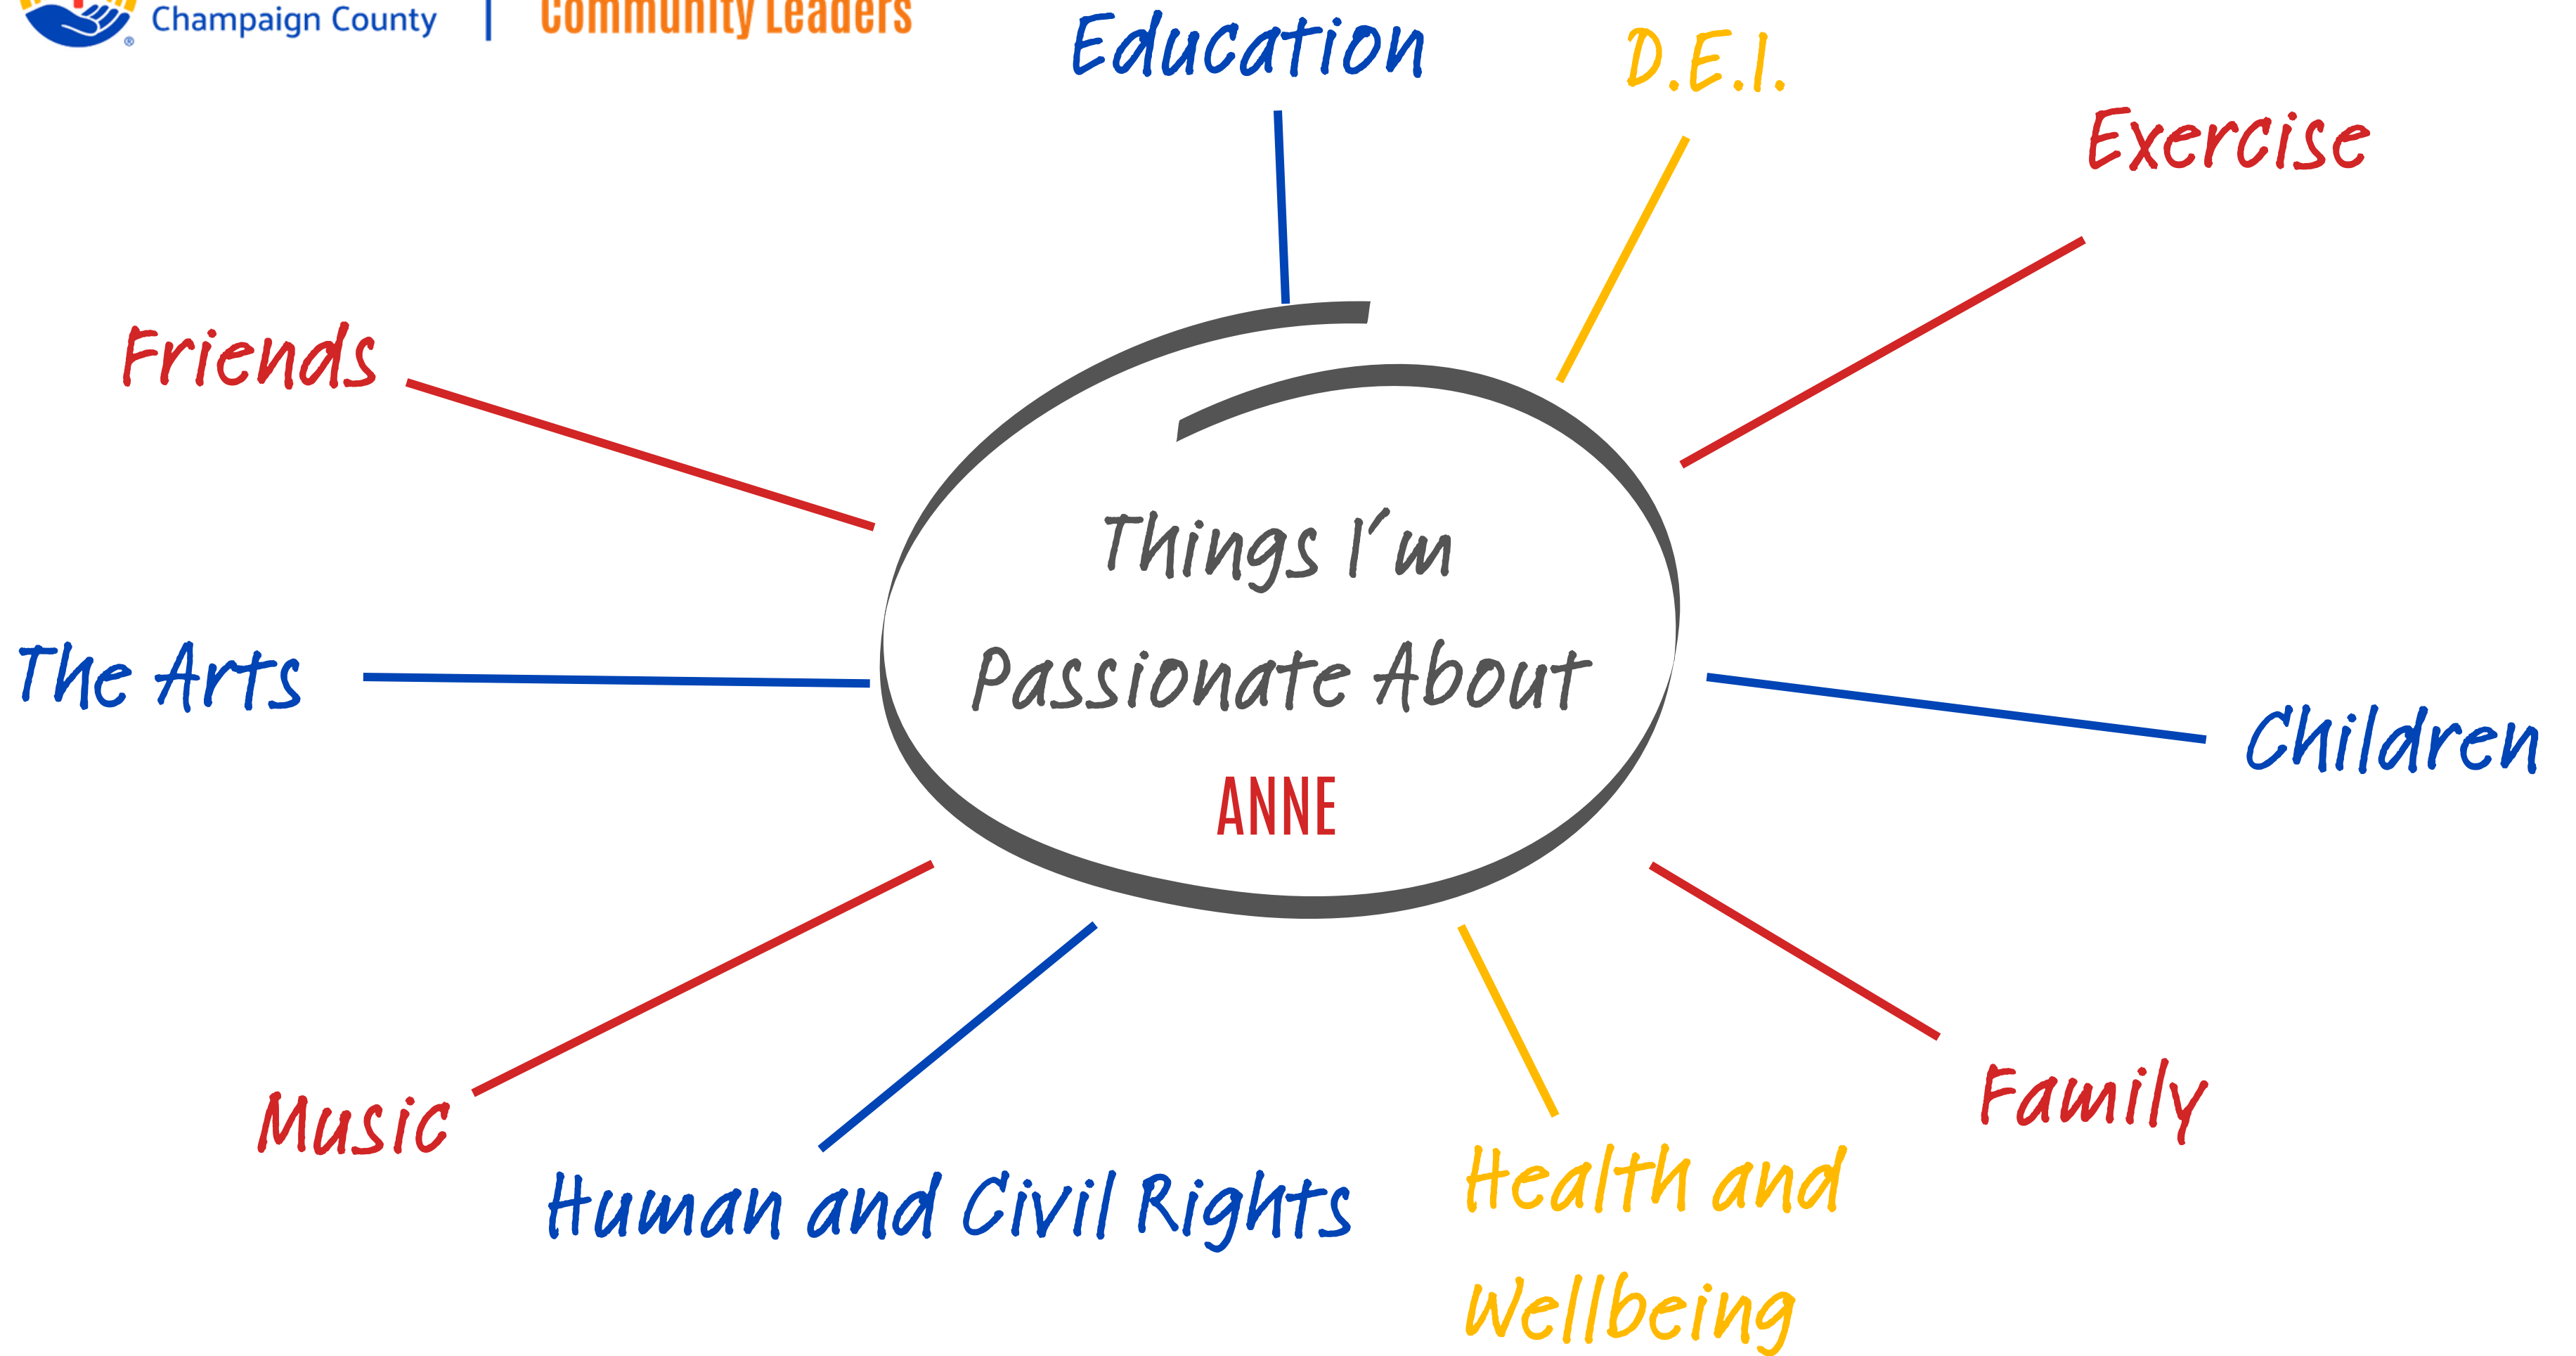 Champaign County
Community Leaders
Education
D.E.I.
Exercise
Friends
Things I'm
Passionate About
ANNE
The Arts
Children
Music
Family
Human and Civil Rights
Health and
Wellbeing